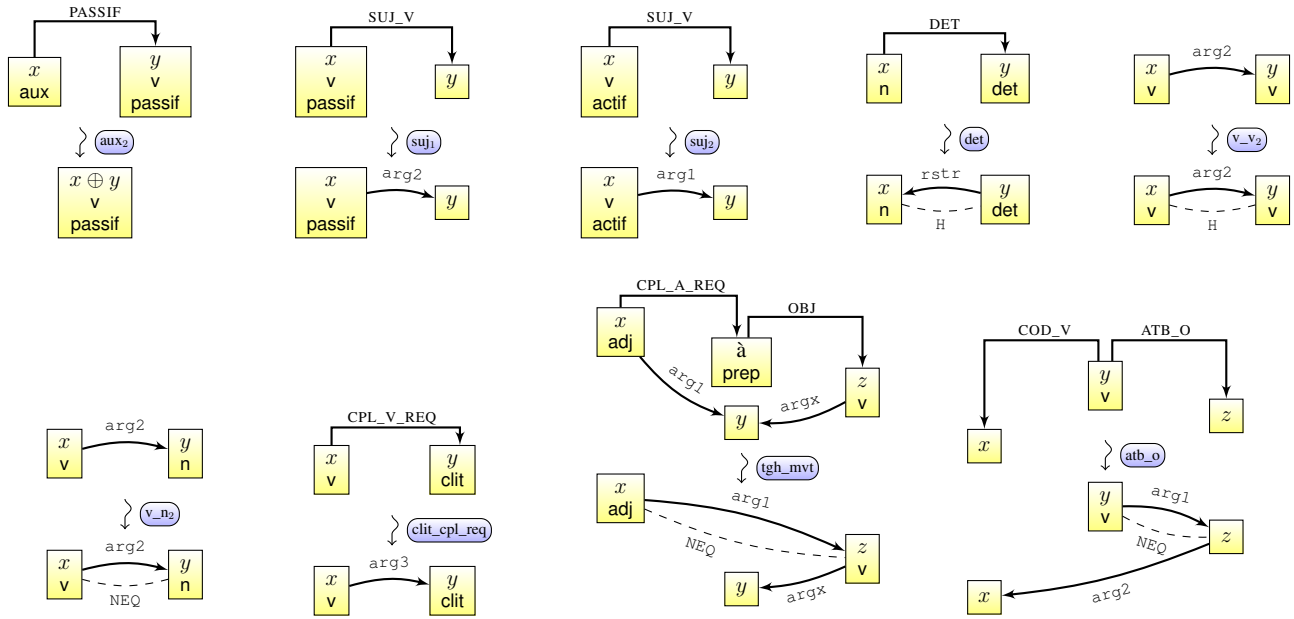 PASSIF
x
aux
y
v
passif
aux₂
x ⊕ y
v
passif
SUJ_V
x
v
passif
y
suj₁
arg2
x
v
passif
y
SUJ_V
x
v
actif
y
suj₂
arg1
x
v
actif
y
DET
x
n
y
det
det
rstr
x
n
y
det
H
arg2
x
v
y
v
v_v₂
arg2
x
v
y
v
H
arg2
x
v
y
n
v_n₂
arg2
x
v
y
n
NEQ
CPL_V_REQ
x
v
y
clit
clit_cpl_req
arg3
x
v
y
clit
CPL_A_REQ
OBJ
x
adj
à
prep
z
v
arg1
argx
y
tgh_mvt
x
adj
arg1
NEQ
z
v
y
argx
COD_V
ATB_O
y
v
z
x
atb_o
y
v
arg1
NEQ
z
x
arg2